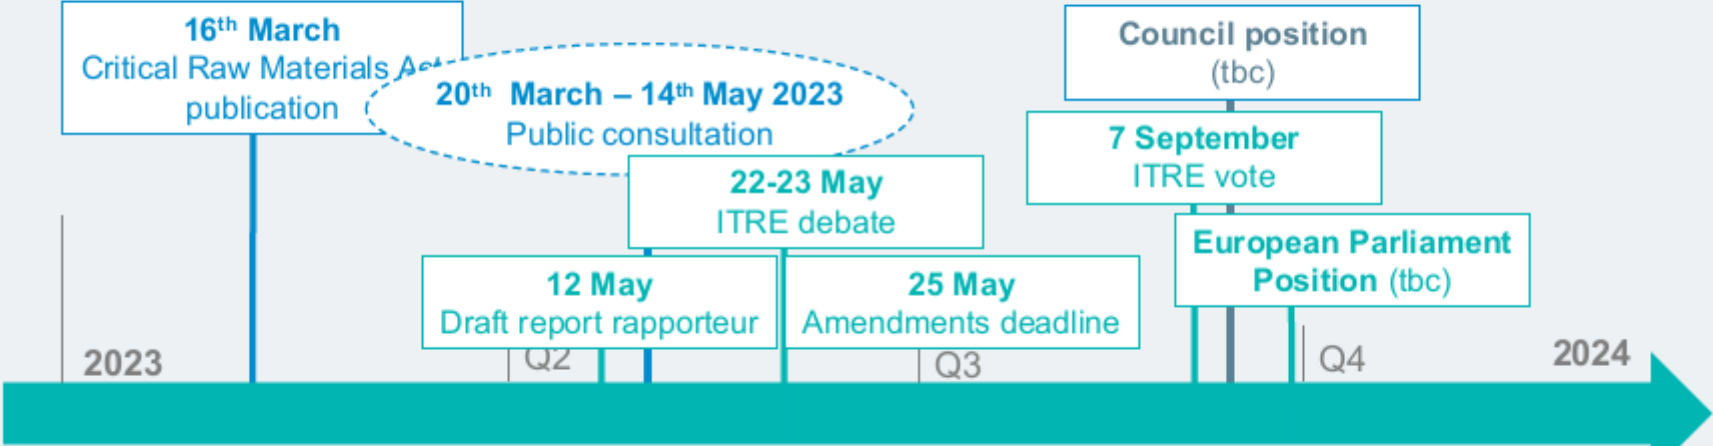 16th March
Critical Raw Materials Act
publication
20th March – 14th May 2023
Public consultation
22-23 May
ITRE debate
12 May
Draft report rapporteur
25 May
Amendments deadline
Council position
(tbc)
7 September
ITRE vote
European Parliament
Position (tbc)
2023
Q2
Q3
Q4
2024